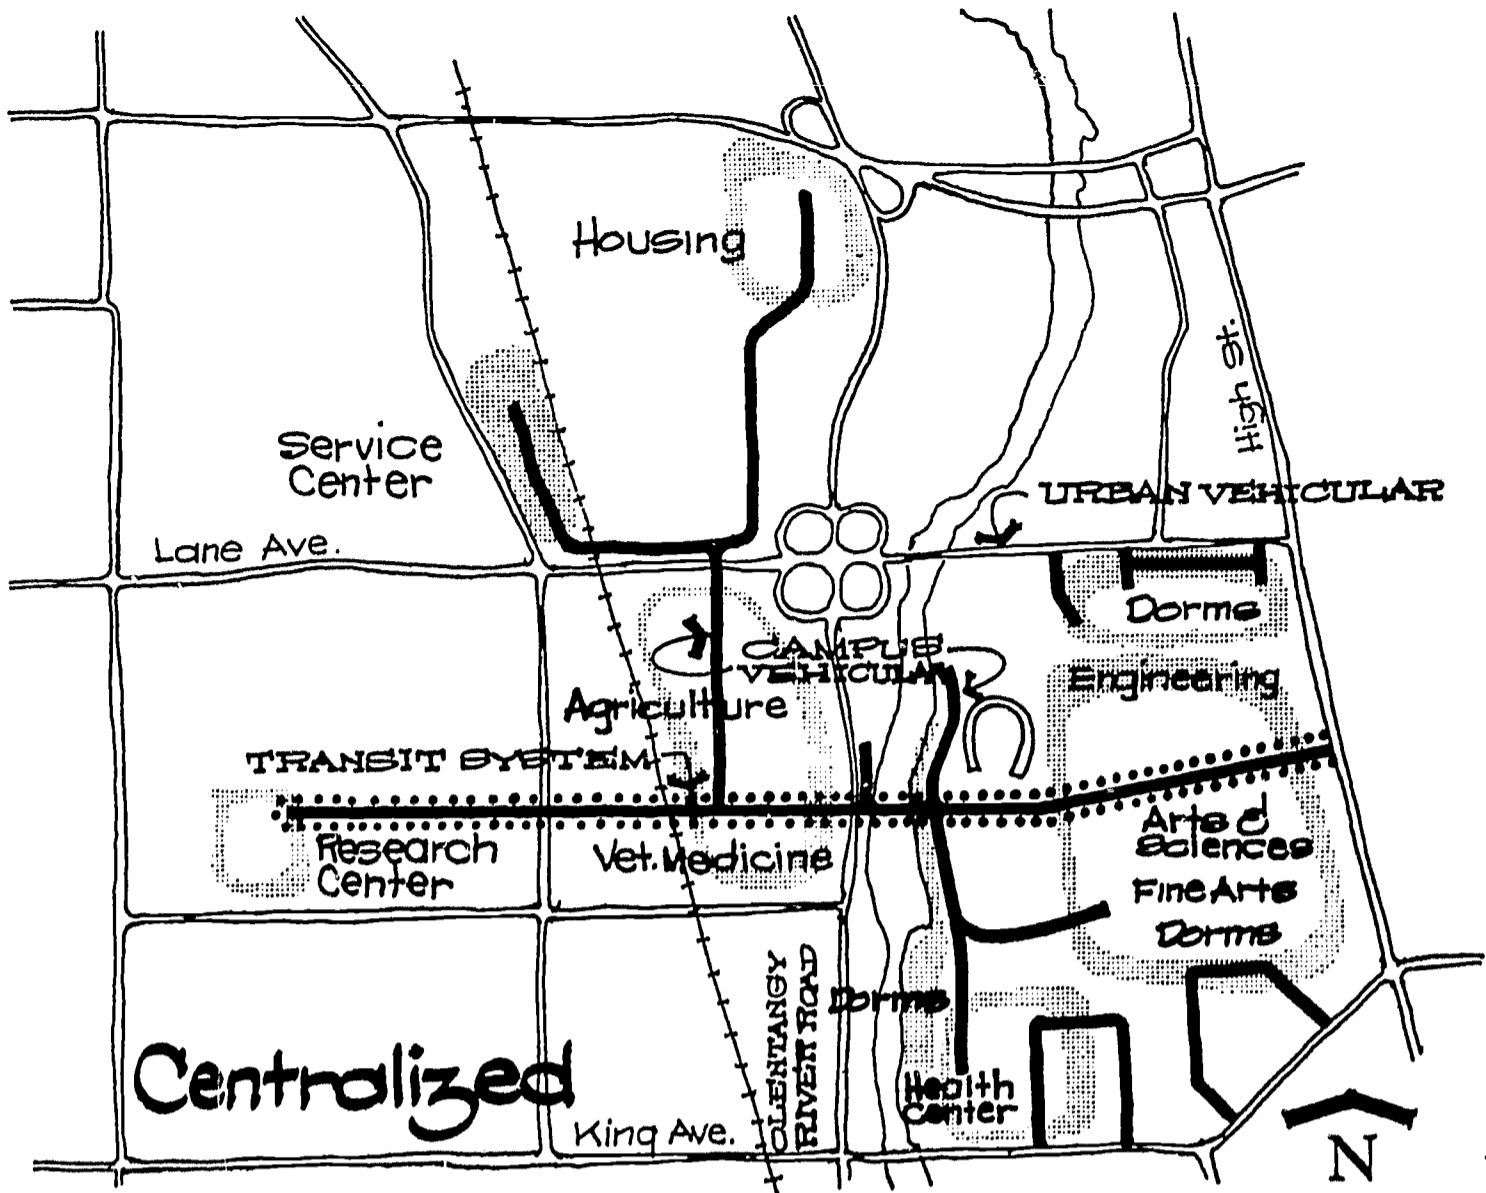 Housing
High St.
Service
Center
URBAN VEHICULAR
Lane Ave.
Dorms
CAMPUS
VEHICULAR
Engineering
Agriculture
TRANSIT SYSTEM
Research
Center
Vet. Medicine
Arts &
Sciences
Fine Arts
Dorms
OLENTANGY
RIVER ROAD
Dorms
Centralized
Health
Center
King Ave.
N